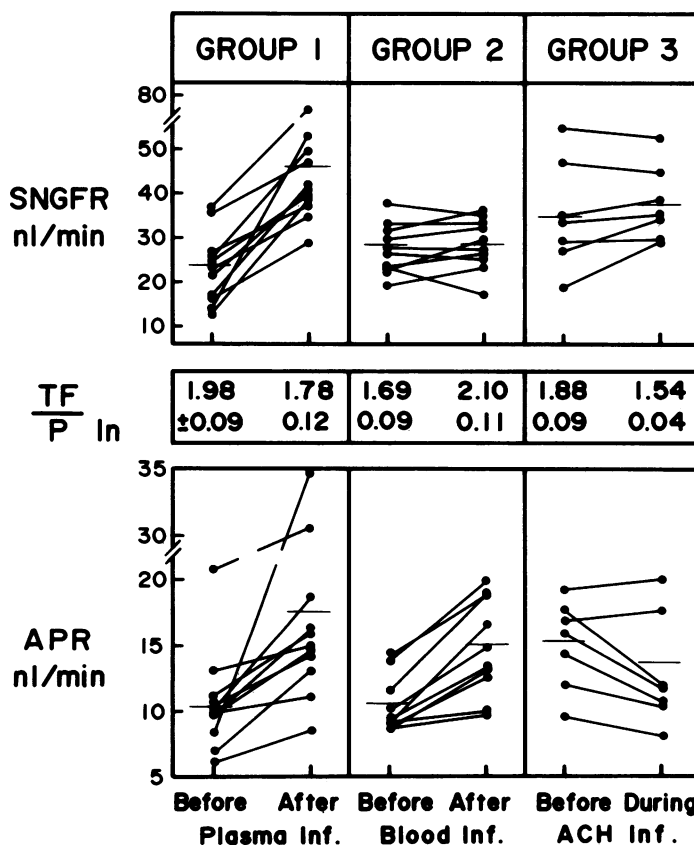 GROUP 1 GROUP 2 GROUP 3
80
50
SNGFR 40
nl/min 30
20
10
TF/P In 1.98 1.78 1.69 2.10 1.88 1.54
±0.09 0.12 0.09 0.11 0.09 0.04
35
30
20
APR 15
nl/min 10
5
Before After Before After Before During
Plasma Inf. Blood Inf. ACH Inf.